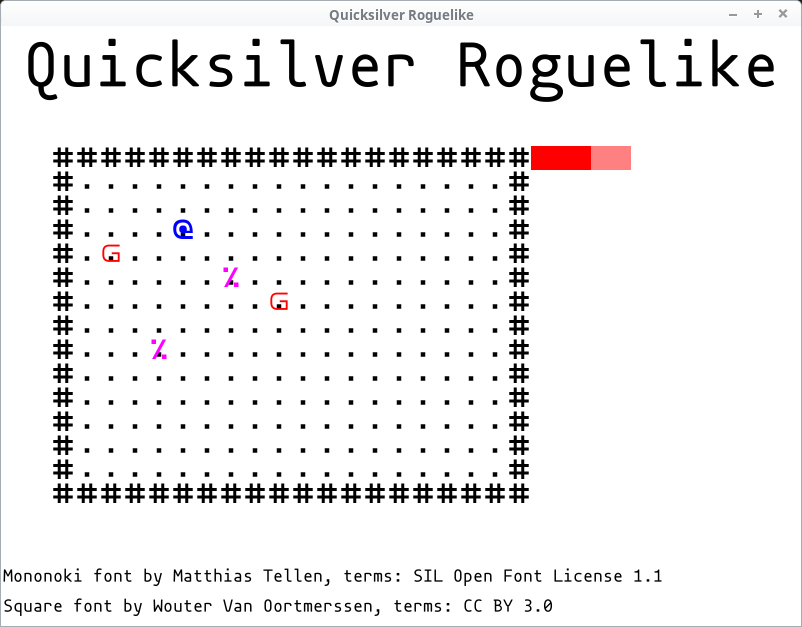 Quicksilver Roguelike
Quicksilver Roguelike
####################
#..................#
#..................#
#....@.............#
#.G................#
#......%...........#
#........G.........#
#..................#
#...%..............#
#..................#
#..................#
#..................#
#..................#
#..................#
####################
Mononoki font by Matthias Tellen, terms: SIL Open Font License 1.1
Square font by Wouter Van Oortmerssen, terms: CC BY 3.0